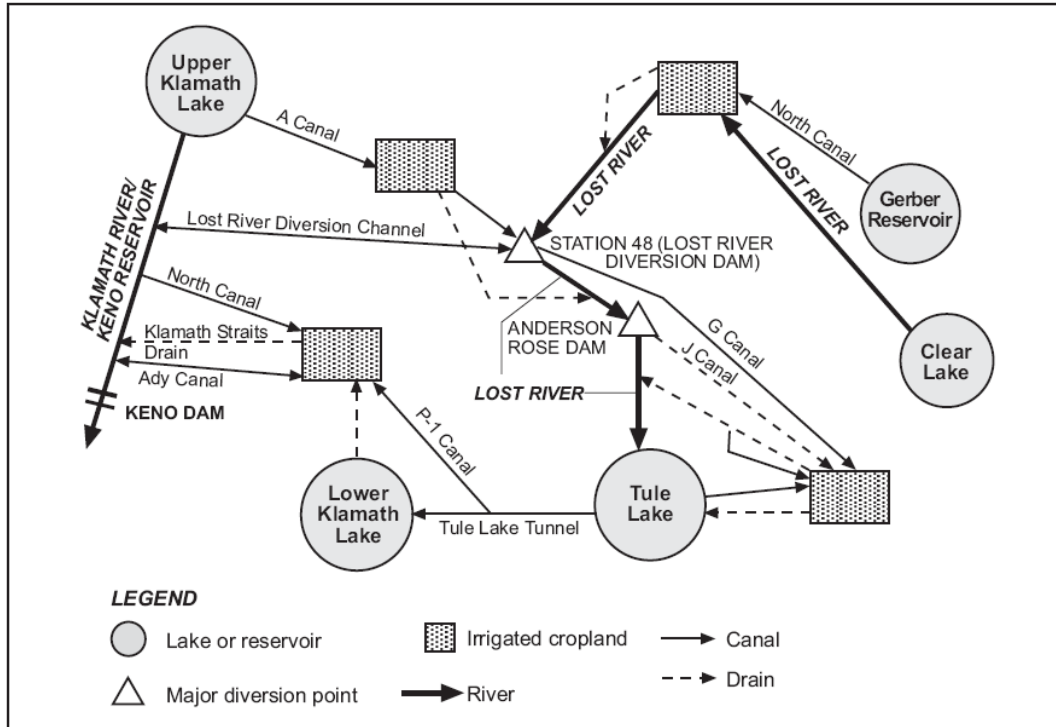 Upper
Klamath
Lake
A Canal
North Canal
LOST RIVER
LOST RIVER
Gerber
Reservoir
KLAMATH RIVER/
KENO RESERVOIR
Lost River Diversion Channel
STATION 48 (LOST RIVER
DIVERSION DAM)
North Canal
Klamath Straits
Drain
Ady Canal
KENO DAM
ANDERSON
ROSE DAM
G Canal
J Canal
Clear
Lake
LOST RIVER
P-1 Canal
Lower
Klamath
Lake
Tule Lake Tunnel
Tule
Lake
LEGEND
Lake or reservoir
Irrigated cropland
Canal
Major diversion point
River
Drain